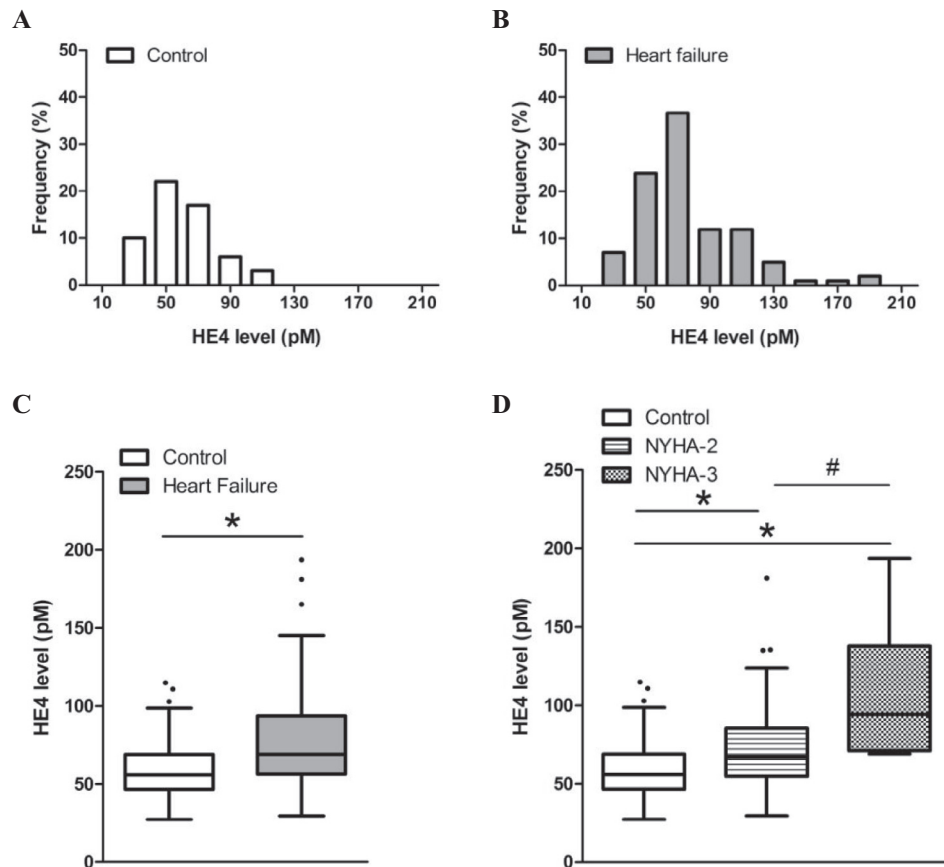 A
Control
50
40
30
20
10
0
Frequency (%)
10 50 90 130 170 210
HE4 level (pM)
B
Heart failure
50
40
30
20
10
0
Frequency (%)
10 50 90 130 170 210
HE4 level (pM)
C
Control
Heart Failure
250
200
150
100
50
0
HE4 level (pM)
*
D
Control
NYHA-2
NYHA-3
250
200
150
100
50
0
HE4 level (pM)
#
*
*